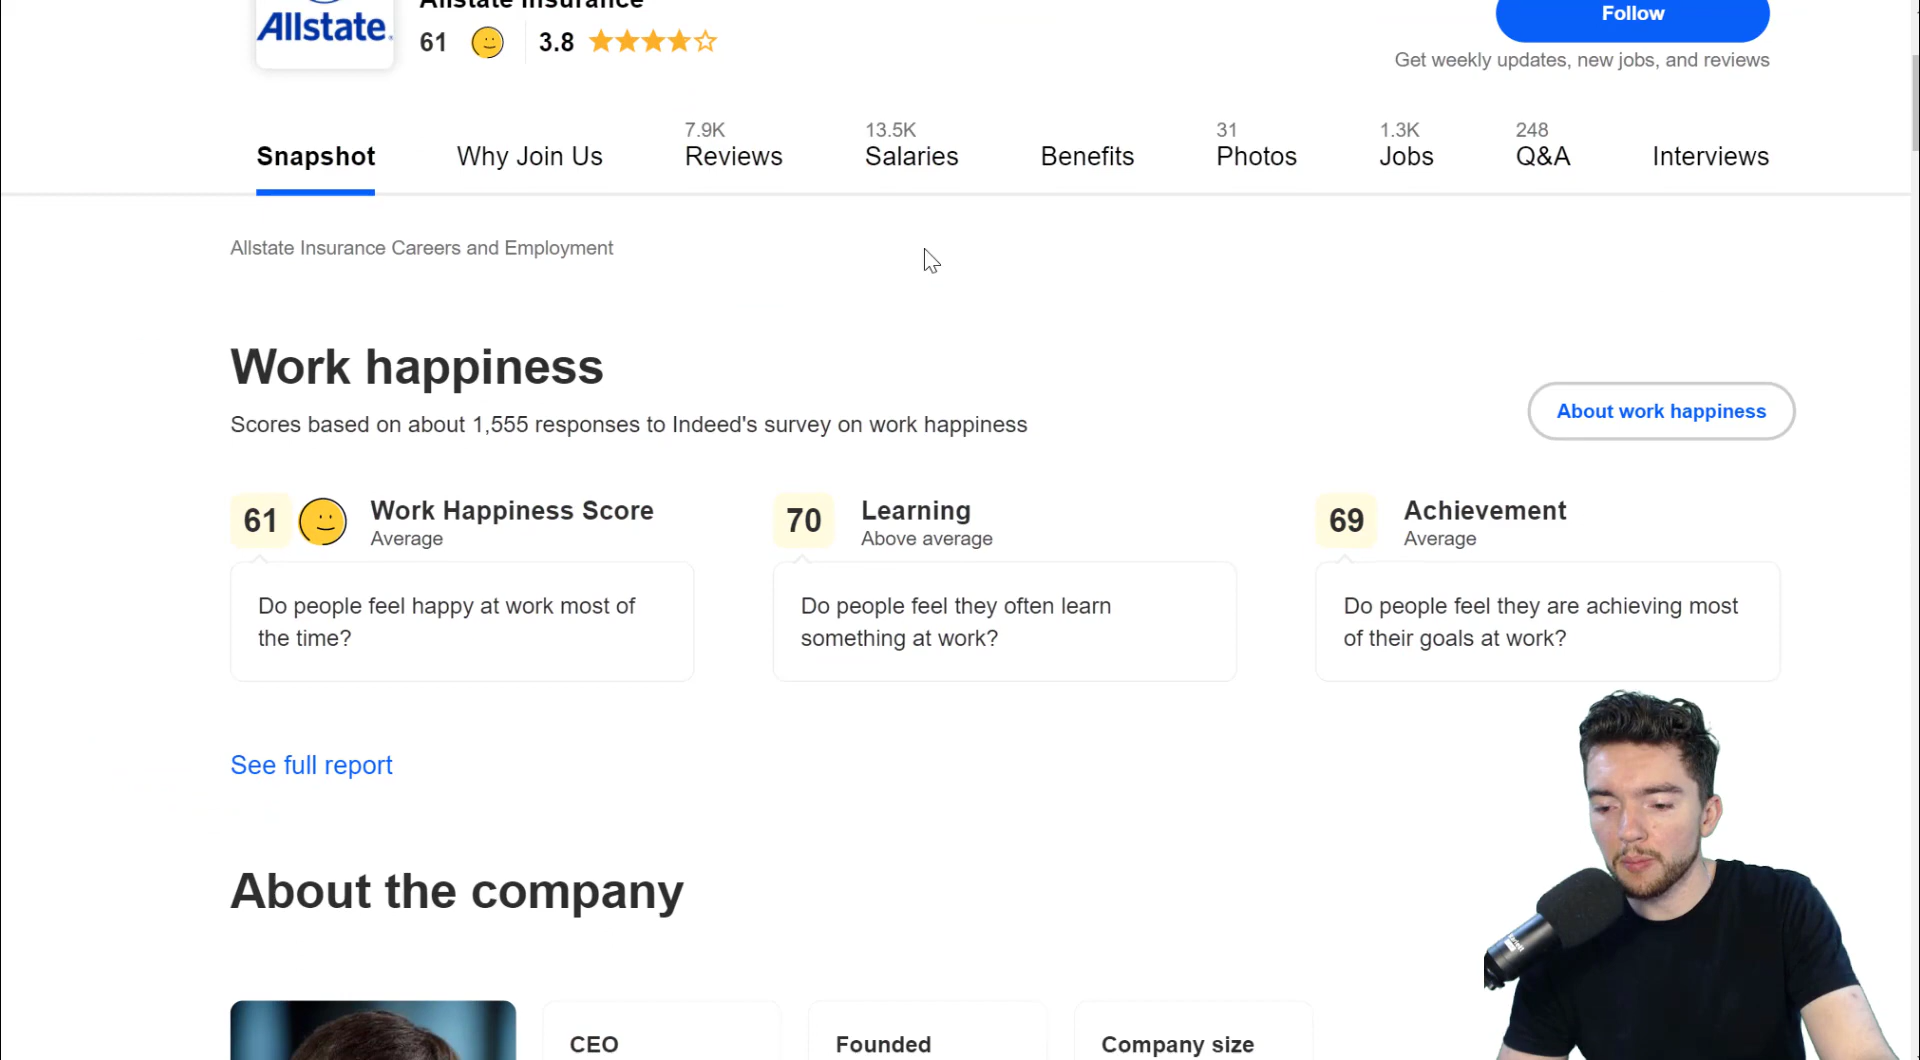 Allstate Insurance
Allstate.
61
3.8
Follow
Get weekly updates, new jobs, and reviews
Snapshot
Why Join Us
7.9K
Reviews
13.5K
Salaries
Benefits
31
Photos
1.3K
Jobs
248
Q&A
Interviews
Allstate Insurance Careers and Employment
Work happiness
Scores based on about 1,555 responses to Indeed's survey on work happiness
About work happiness
61
Work Happiness Score
Average
Do people feel happy at work most of
the time?
70
Learning
Above average
Do people feel they often learn
something at work?
69
Achievement
Average
Do people feel they are achieving most
of their goals at work?
See full report
About the company
CEO
Founded
Company size